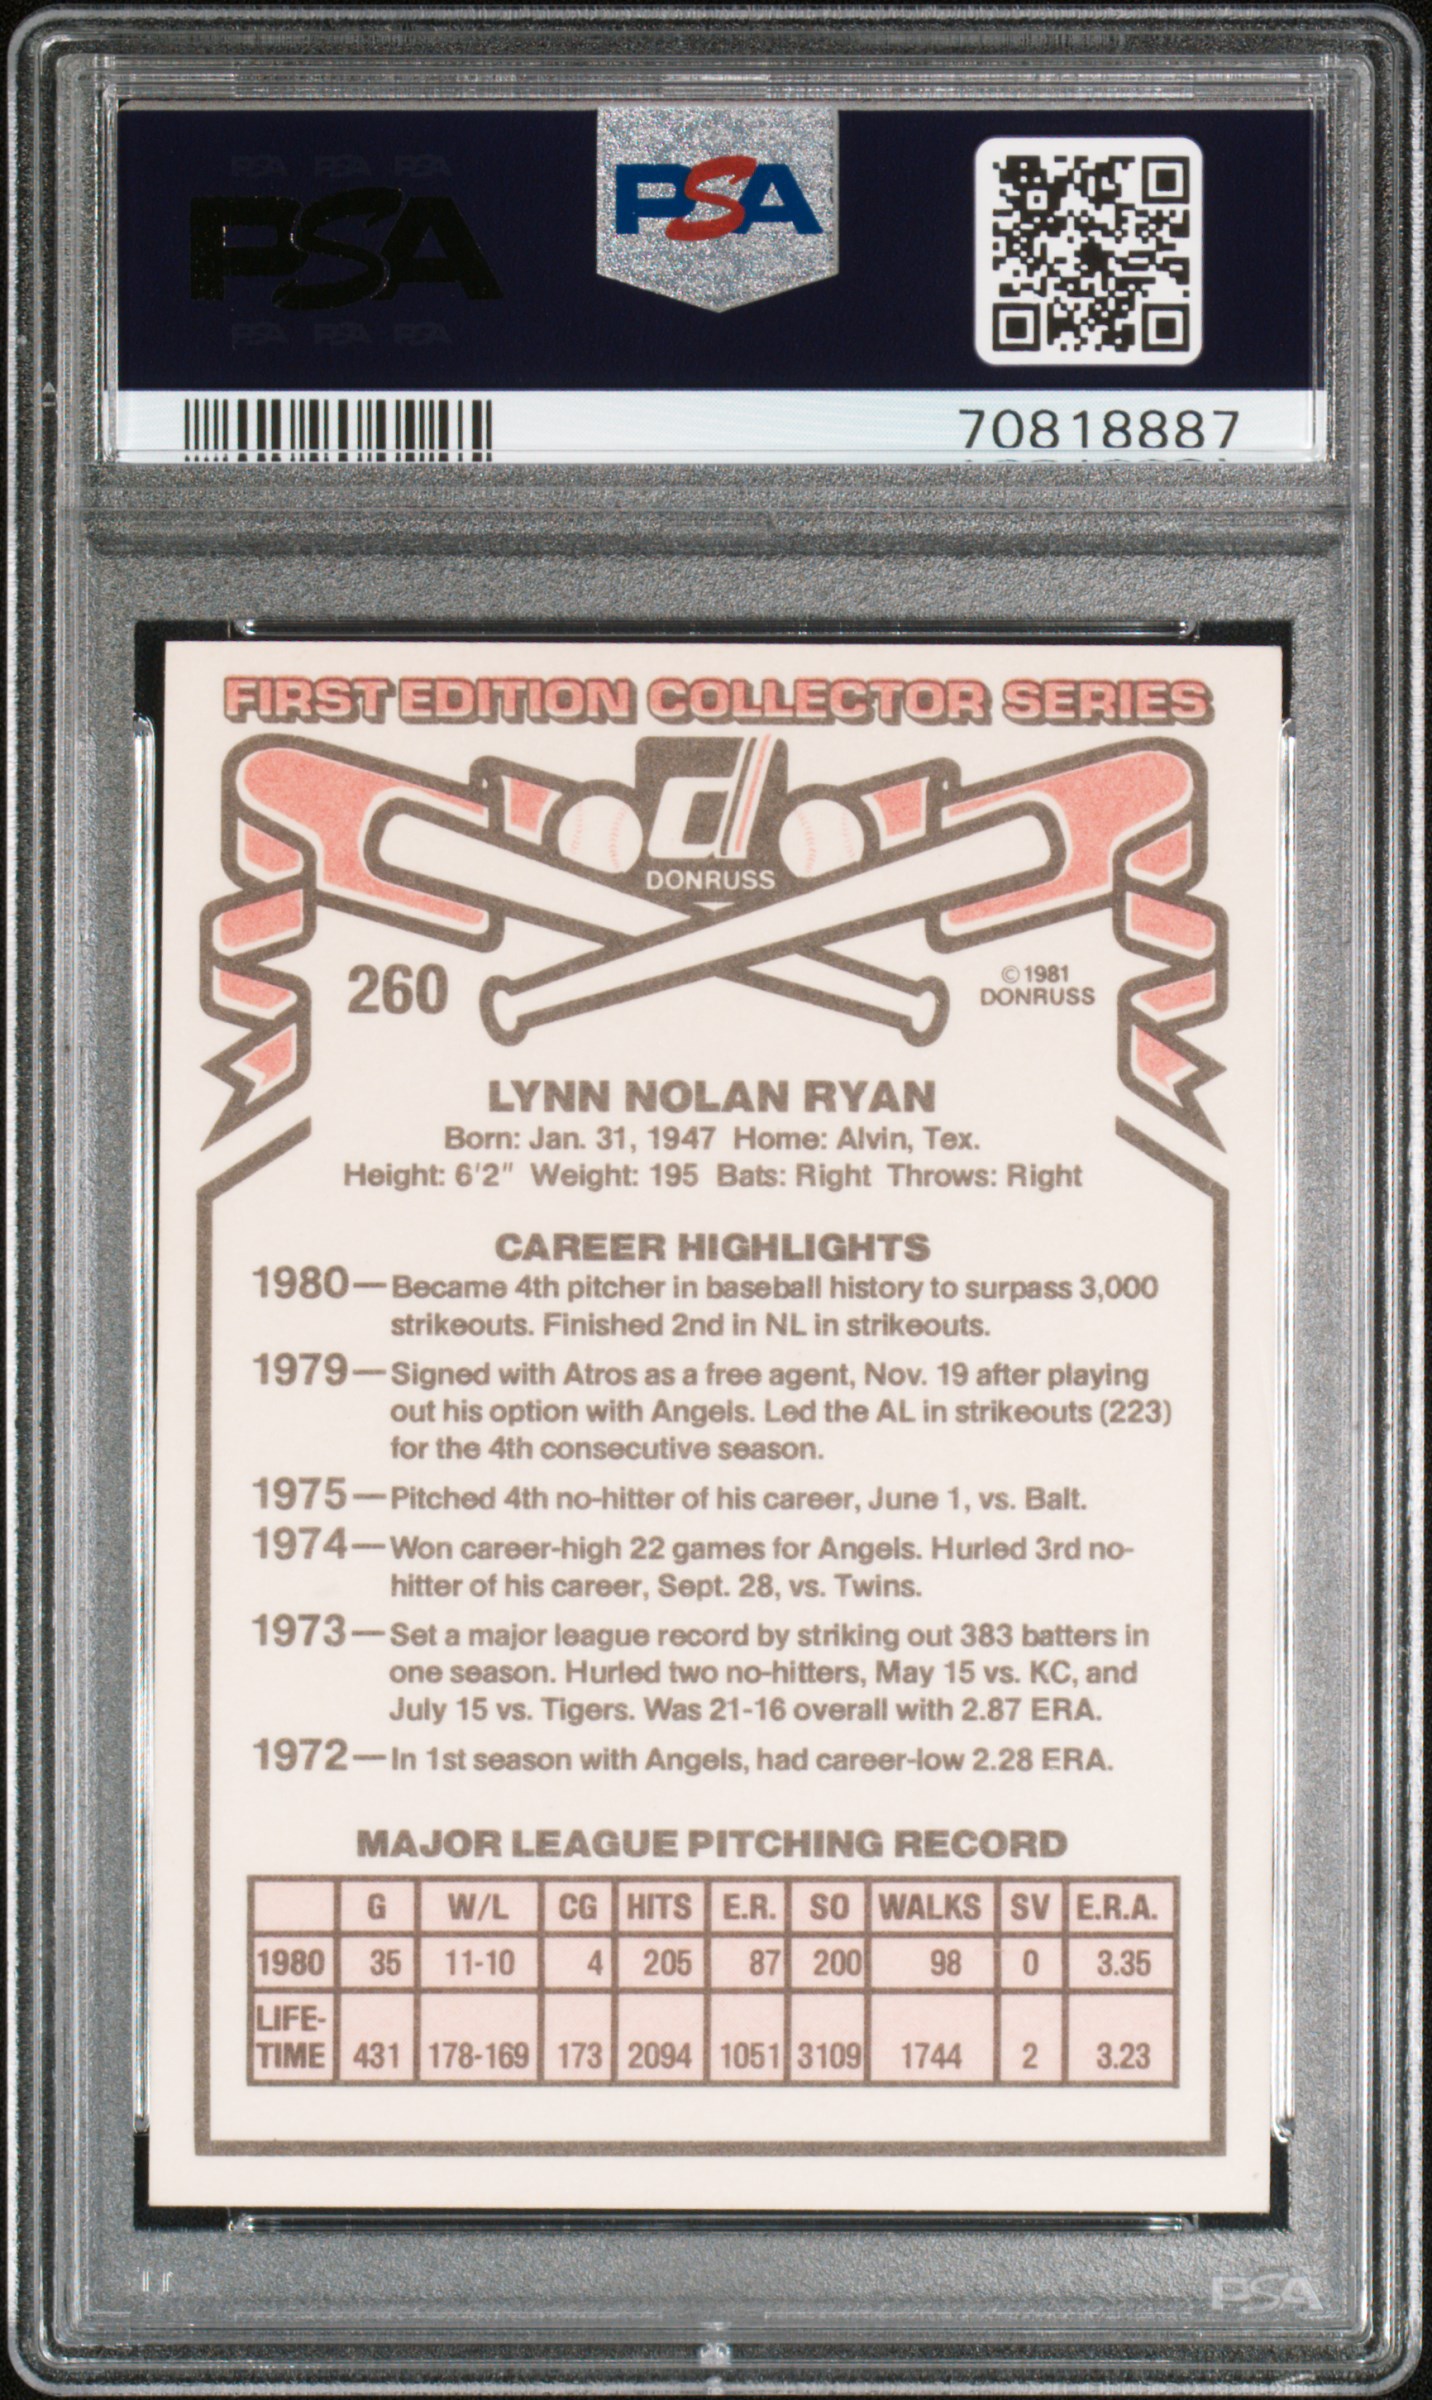 PSA PSA PSA
PSA
PSA PSA PSA
PSA
70818887
FIRST EDITION COLLECTOR SERIES
d
DONRUSS
260
© 1981
DONRUSS
LYNN NOLAN RYAN
Born: Jan. 31, 1947 Home: Alvin, Tex.
Height: 6'2" Weight: 195 Bats: Right Throws: Right
CAREER HIGHLIGHTS
1980—Became 4th pitcher in baseball history to surpass 3,000
strikeouts. Finished 2nd in NL in strikeouts.
1979—Signed with Atros as a free agent, Nov. 19 after playing
out his option with Angels. Led the AL in strikeouts (223)
for the 4th consecutive season.
1975—Pitched 4th no-hitter of his career, June 1, vs. Balt.
1974—Won career-high 22 games for Angels. Hurled 3rd no-
hitter of his career, Sept. 28, vs. Twins.
1973—Set a major league record by striking out 383 batters in
one season. Hurled two no-hitters, May 15 vs. KC, and
July 15 vs. Tigers. Was 21-16 overall with 2.87 ERA.
1972—In 1st season with Angels, had career-low 2.28 ERA.
MAJOR LEAGUE PITCHING RECORD
G W/L CG HITS E.R. SO WALKS SV E.R.A.
1980 35 11-10 4 205 87 200 98 0 3.35
LIFE-
TIME 431 178-169 173 2094 1051 3109 1744 2 3.23
PSA